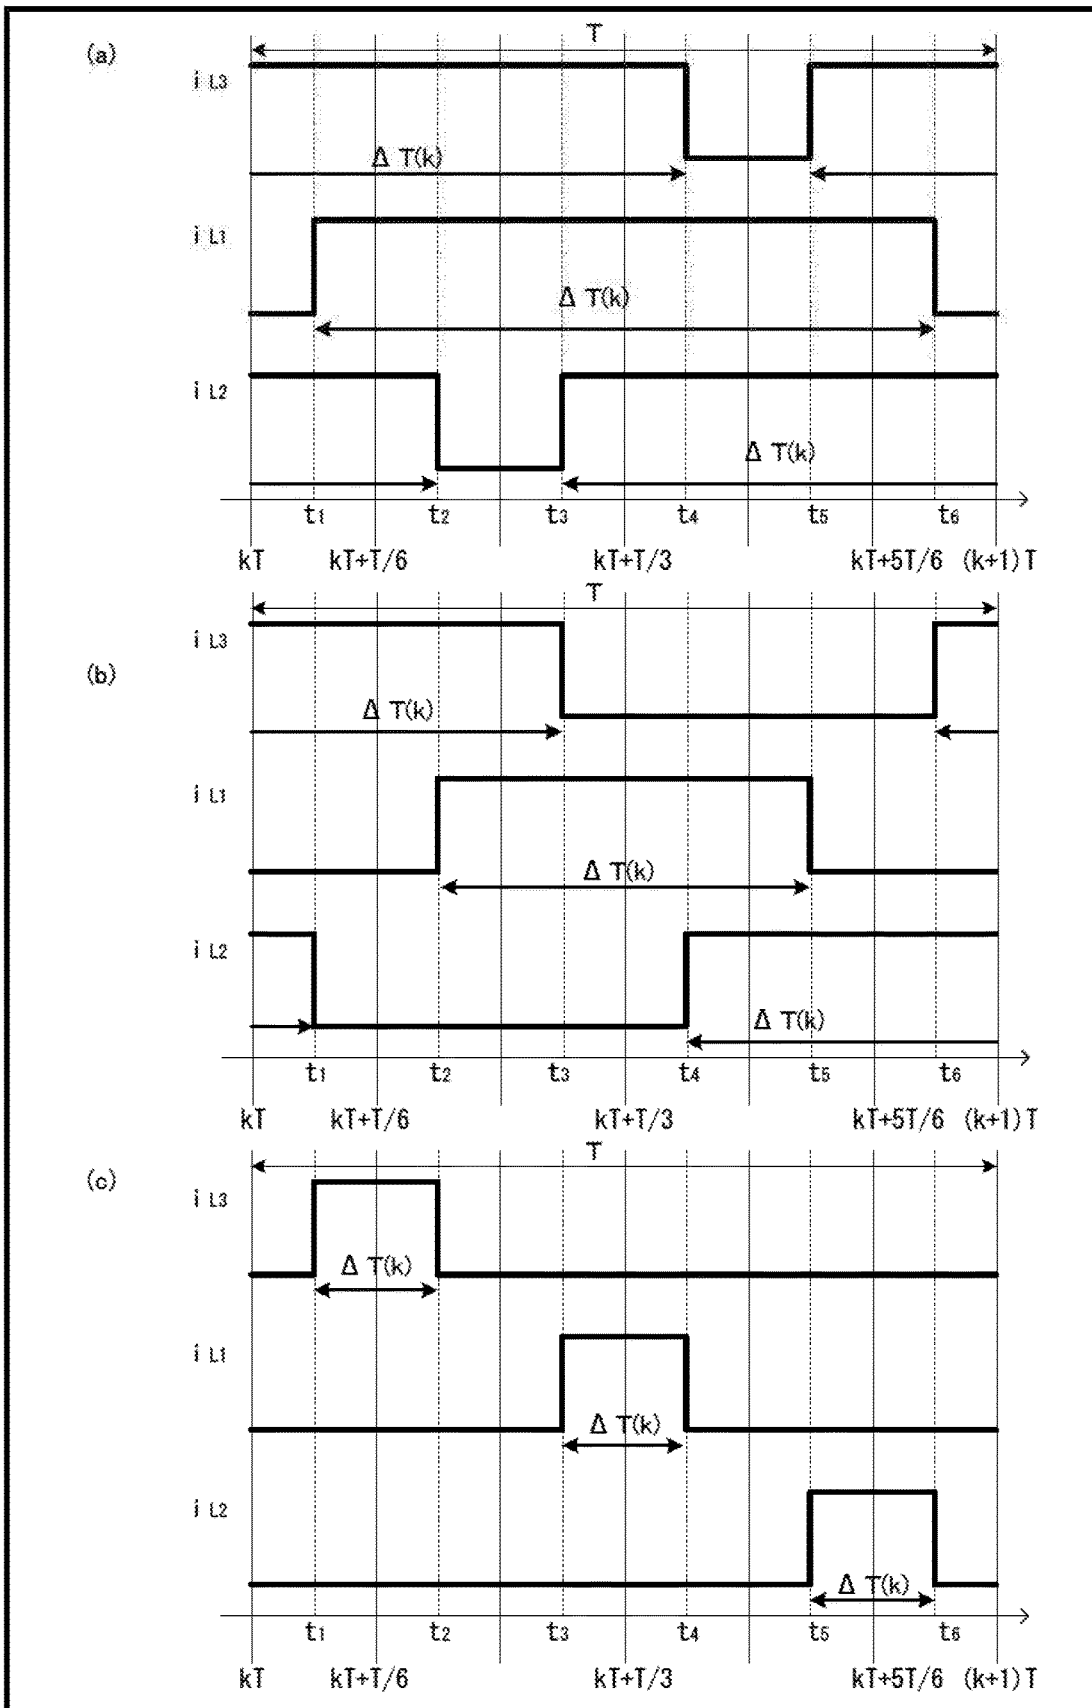 (a)
T
i L3
Δ T(k)
i L1
Δ T(k)
i L2
Δ T(k)
t1 t2 t3 t4 t5 t6
kT kT+T/6 kT+T/3 kT+5T/6 (k+1)T
T
i L3
(b)
Δ T(k)
i L1
Δ T(k)
i L2
Δ T(k)
t1 t2 t3 t4 t5 t6
kT kT+T/6 kT+T/3 kT+5T/6 (k+1)T
T
(c)
i L3
Δ T(k)
i L1
Δ T(k)
i L2
Δ T(k)
t1 t2 t3 t4 t5 t6
kT kT+T/6 kT+T/3 kT+5T/6 (k+1)T